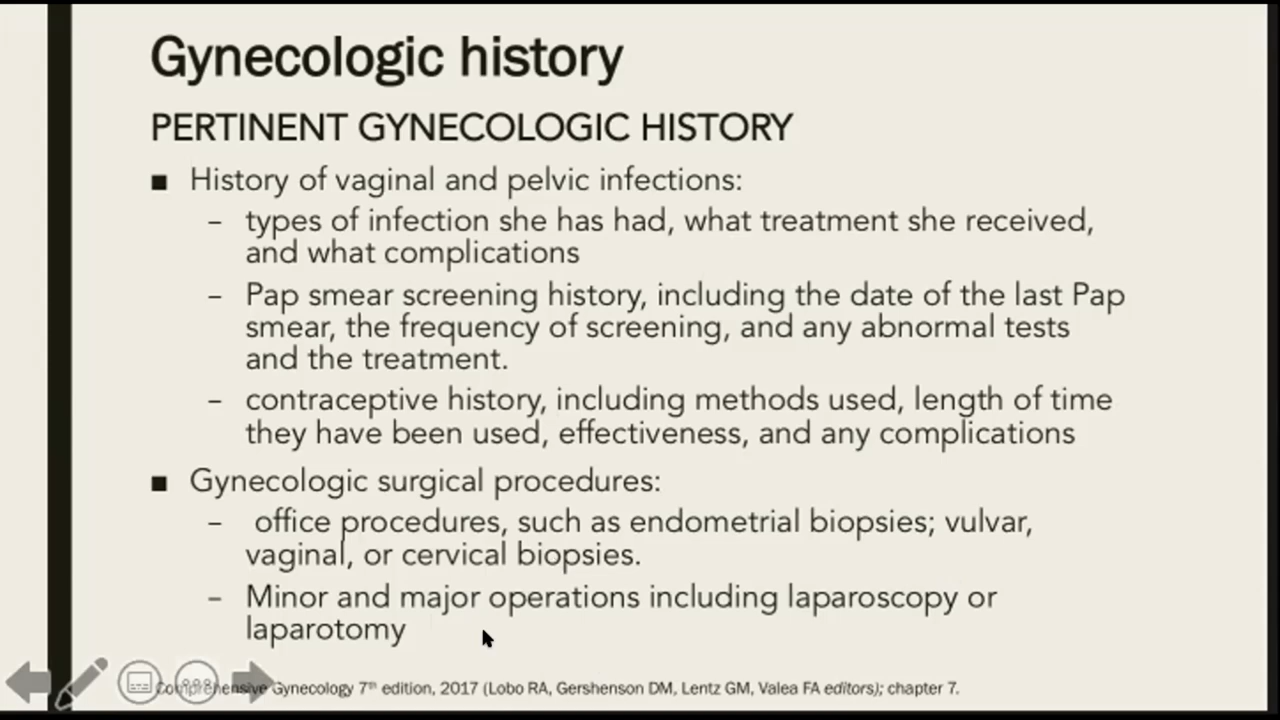 Gynecologic history
PERTINENT GYNECOLOGIC HISTORY
■ History of vaginal and pelvic infections:
– types of infection she has had, what treatment she received,
and what complications
– Pap smear screening history, including the date of the last Pap
smear, the frequency of screening, and any abnormal tests
and the treatment.
– contraceptive history, including methods used, length of time
they have been used, effectiveness, and any complications
■ Gynecologic surgical procedures:
– office procedures, such as endometrial biopsies; vulvar,
vaginal, or cervical biopsies.
– Minor and major operations including laparoscopy or
laparotomy
Comprehensive Gynecology 7th edition, 2017 (Lobo RA, Gershenson DM, Lentz GM, Valea FA editors); chapter 7.